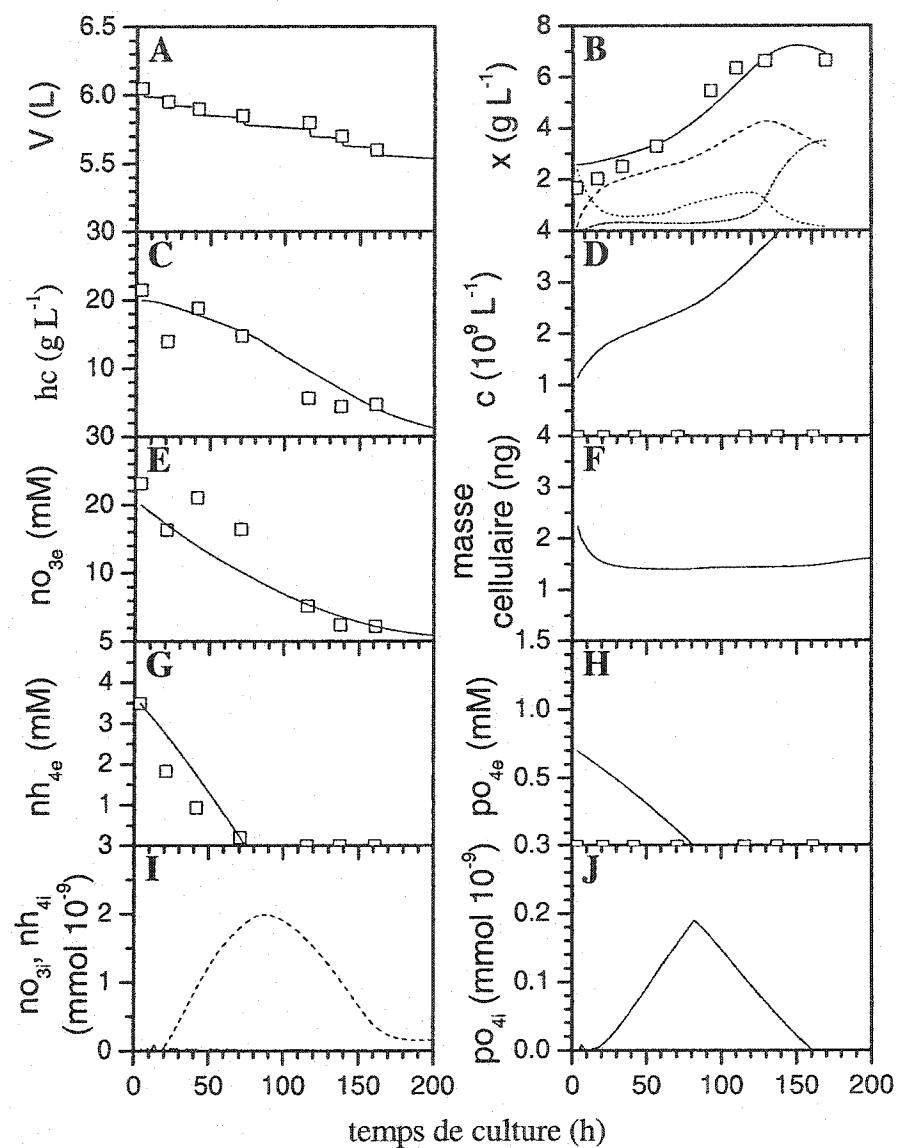 6.5
A
6.0
V (L)
5.5
30
8
B
6
x (g L⁻¹)
4
2
4
C
20
hc (g L⁻¹)
10
30
D
3
c (10⁹ L⁻¹)
1
4
E
20
no₃ₑ (mM)
10
5
F
3
masse
cellulaire (ng)
2
1
1.5
G
4
3
nh₄ₑ (mM)
2
1
3
H
1.0
po₄ₑ (mM)
0.5
0.3
I
2
no₃ᵢ, nh₄ᵢ
(mmol 10⁻⁹)
1
0
J
0.2
po₄ᵢ (mmol 10⁻⁹)
0.1
0.0
0 50 100 150 200
0 50 100 150 200
temps de culture (h)